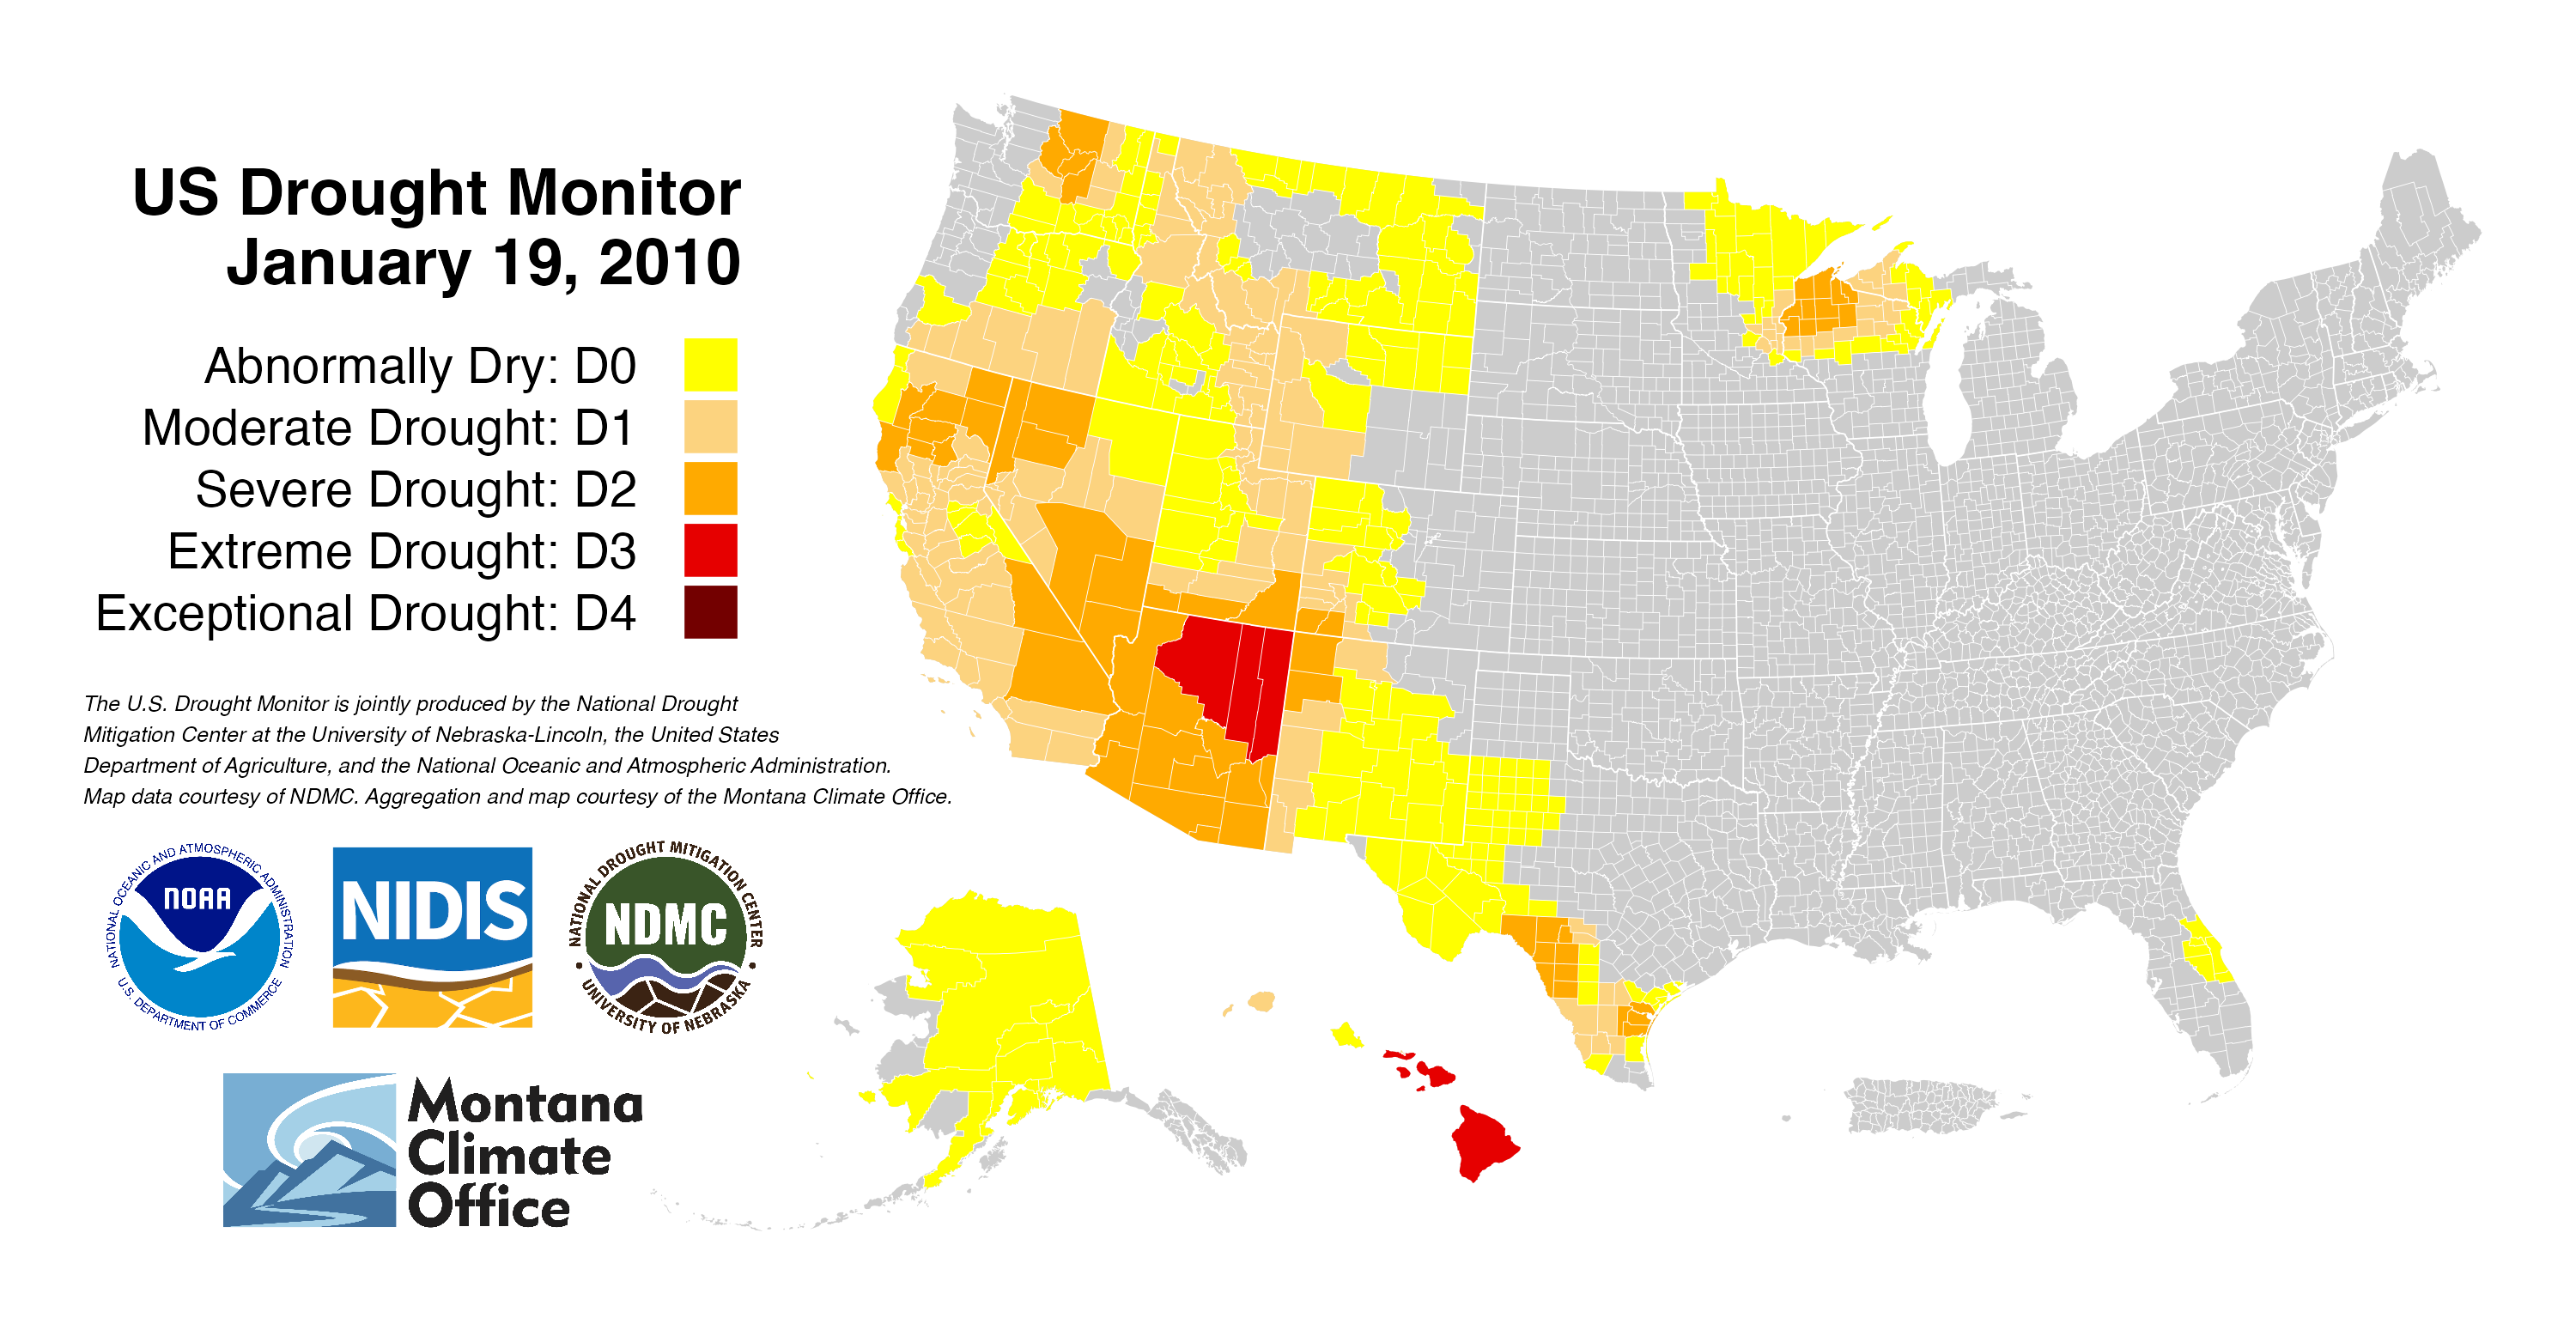 US Drought Monitor
January 19, 2010
Abnormally Dry: D0
Moderate Drought: D1
Severe Drought: D2
Extreme Drought: D3
Exceptional Drought: D4
The U.S. Drought Monitor is jointly produced by the National Drought
Mitigation Center at the University of Nebraska-Lincoln, the United States
Department of Agriculture, and the National Oceanic and Atmospheric Administration.
Map data courtesy of NDMC. Aggregation and map courtesy of the Montana Climate Office.
NATIONAL OCEANIC AND ATMOSPHERIC ADMINISTRATION
NOAA
U.S. DEPARTMENT OF COMMERCE
NIDIS
NATIONAL DROUGHT MITIGATION CENTER
NDMC
UNIVERSITY OF NEBRASKA
Montana
Climate
Office